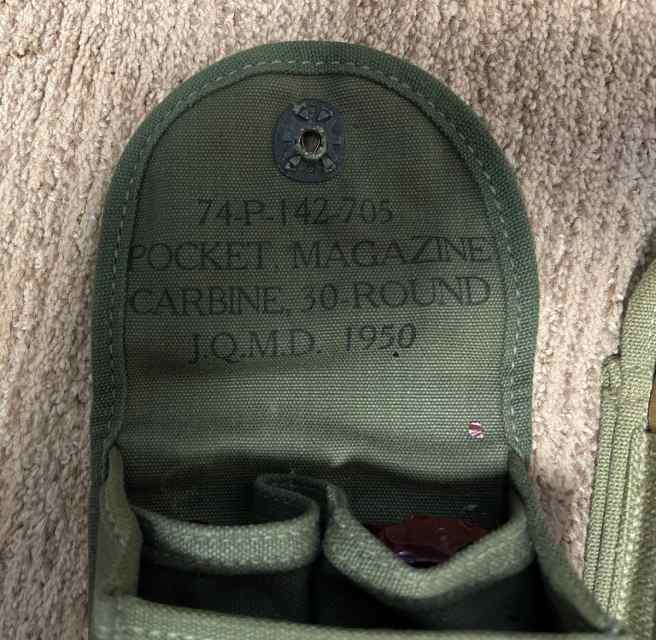 74-P-142-705
POCKET, MAGAZINE
CARBINE, 30-ROUND
J.Q.M.D. 1950